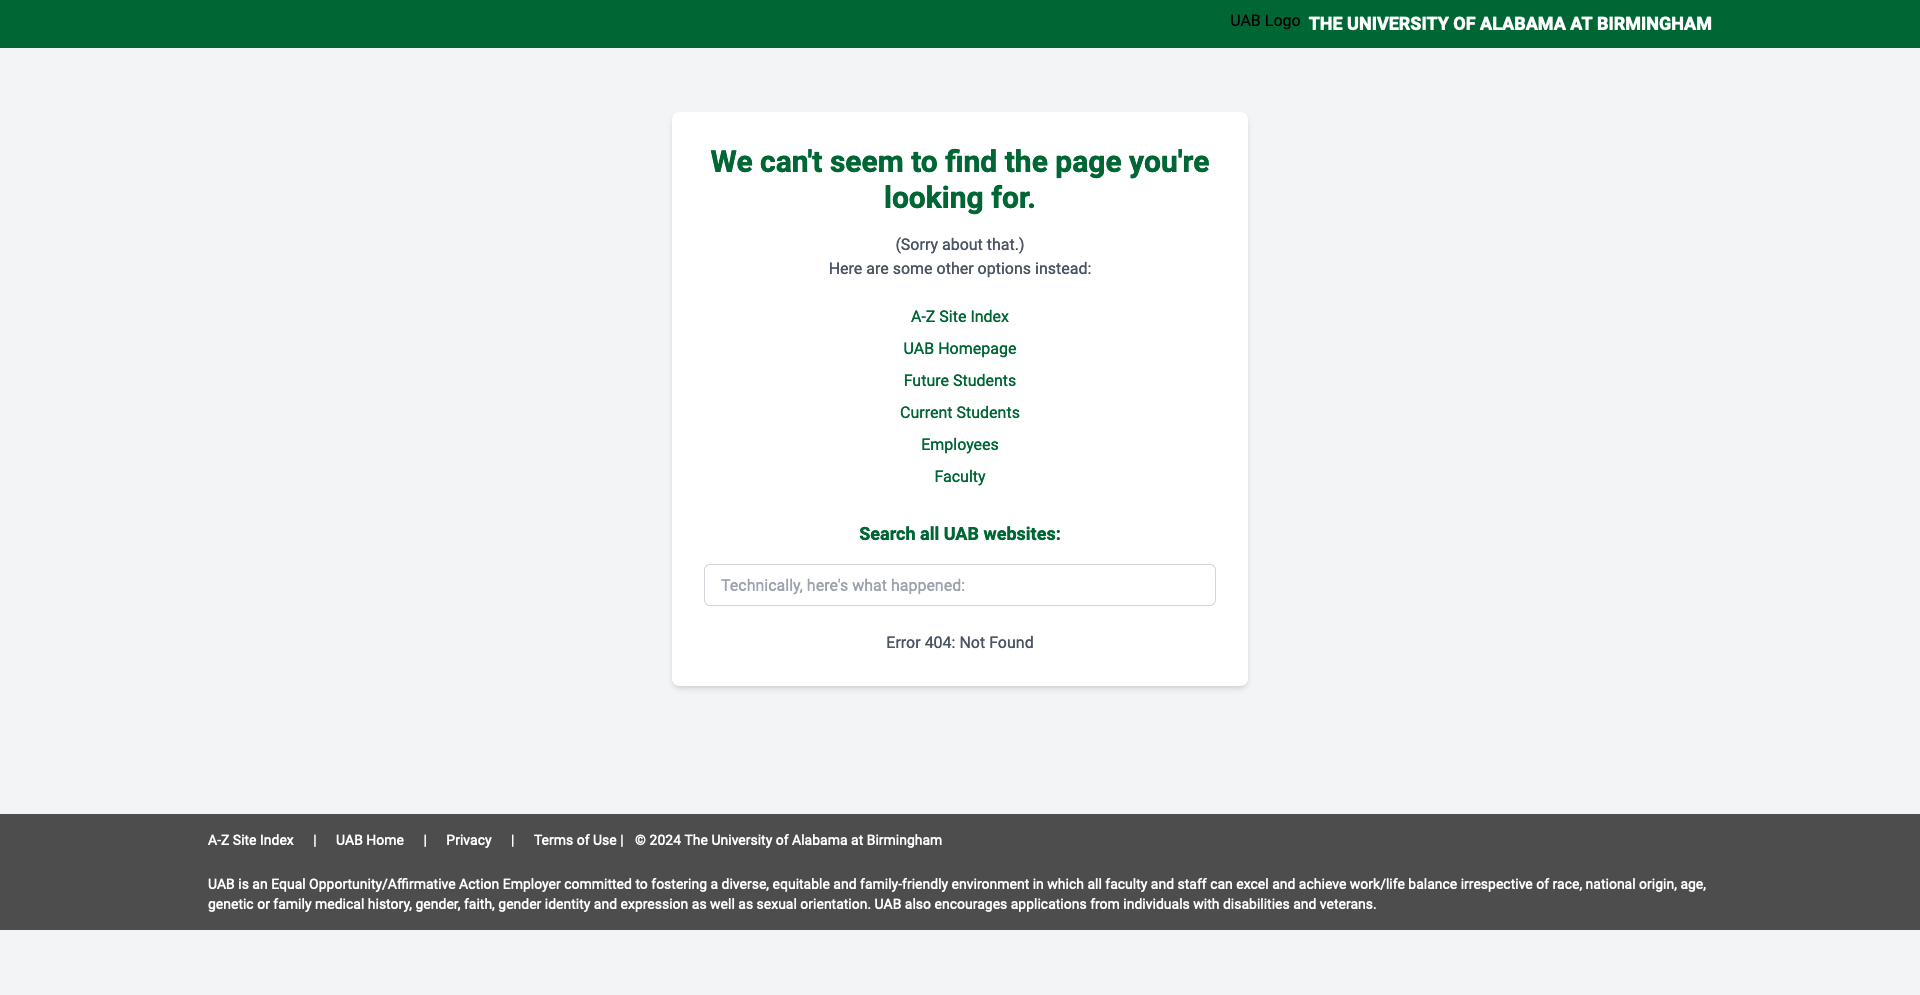 UAB Logo THE UNIVERSITY OF ALABAMA AT BIRMINGHAM
We can't seem to find the page you're
looking for.
(Sorry about that.)
Here are some other options instead:
A-Z Site Index
UAB Homepage
Future Students
Current Students
Employees
Faculty
Search all UAB websites:
Technically, here's what happened:
Error 404: Not Found
A-Z Site Index | UAB Home | Privacy | Terms of Use | © 2024 The University of Alabama at Birmingham
UAB is an Equal Opportunity/Affirmative Action Employer committed to fostering a diverse, equitable and family-friendly environment in which all faculty and staff can excel and achieve work/life balance irrespective of race, national origin, age,
genetic or family medical history, gender, faith, gender identity and expression as well as sexual orientation. UAB also encourages applications from individuals with disabilities and veterans.